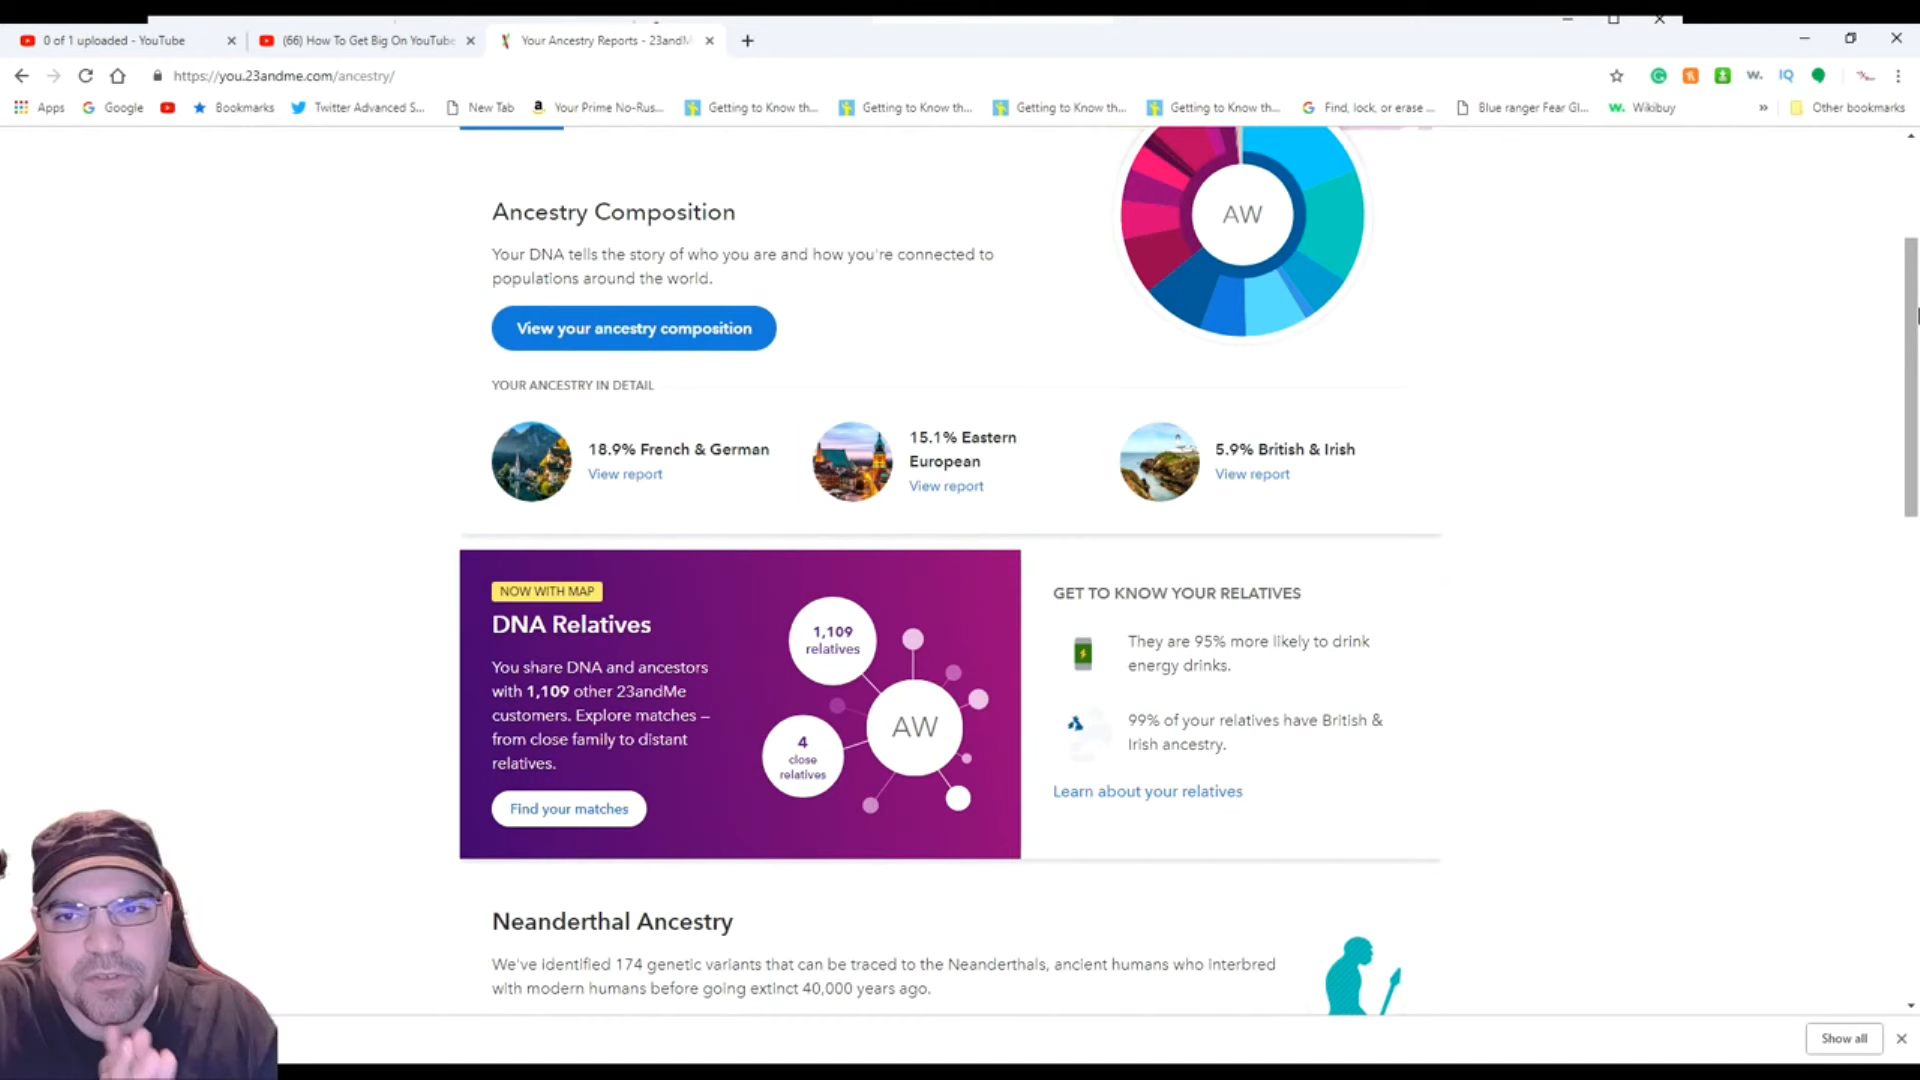 0 of 1 uploaded - YouTube
(66) How To Get Big On YouTube
Your Ancestry Reports - 23andM
https://you.23andme.com/ancestry/
Apps
Google
Bookmarks
Twitter Advanced S...
New Tab
Your Prime No-Rus...
Getting to Know th...
Getting to Know th...
Getting to Know th...
Getting to Know th...
Find, lock, or erase ...
Blue ranger Fear Gl...
Wikibuy
Other bookmarks
AW
Ancestry Composition
Your DNA tells the story of who you are and how you're connected to
populations around the world.
View your ancestry composition
YOUR ANCESTRY IN DETAIL
18.9% French & German
View report
15.1% Eastern
European
View report
5.9% British & Irish
View report
NOW WITH MAP
DNA Relatives
You share DNA and ancestors
with 1,109 other 23andMe
customers. Explore matches –
from close family to distant
relatives.
Find your matches
1,109
relatives
4
close
relatives
AW
GET TO KNOW YOUR RELATIVES
They are 95% more likely to drink
energy drinks.
99% of your relatives have British &
Irish ancestry.
Learn about your relatives
Neanderthal Ancestry
We've identified 174 genetic variants that can be traced to the Neanderthals, ancient humans who interbred
with modern humans before going extinct 40,000 years ago.
Show all